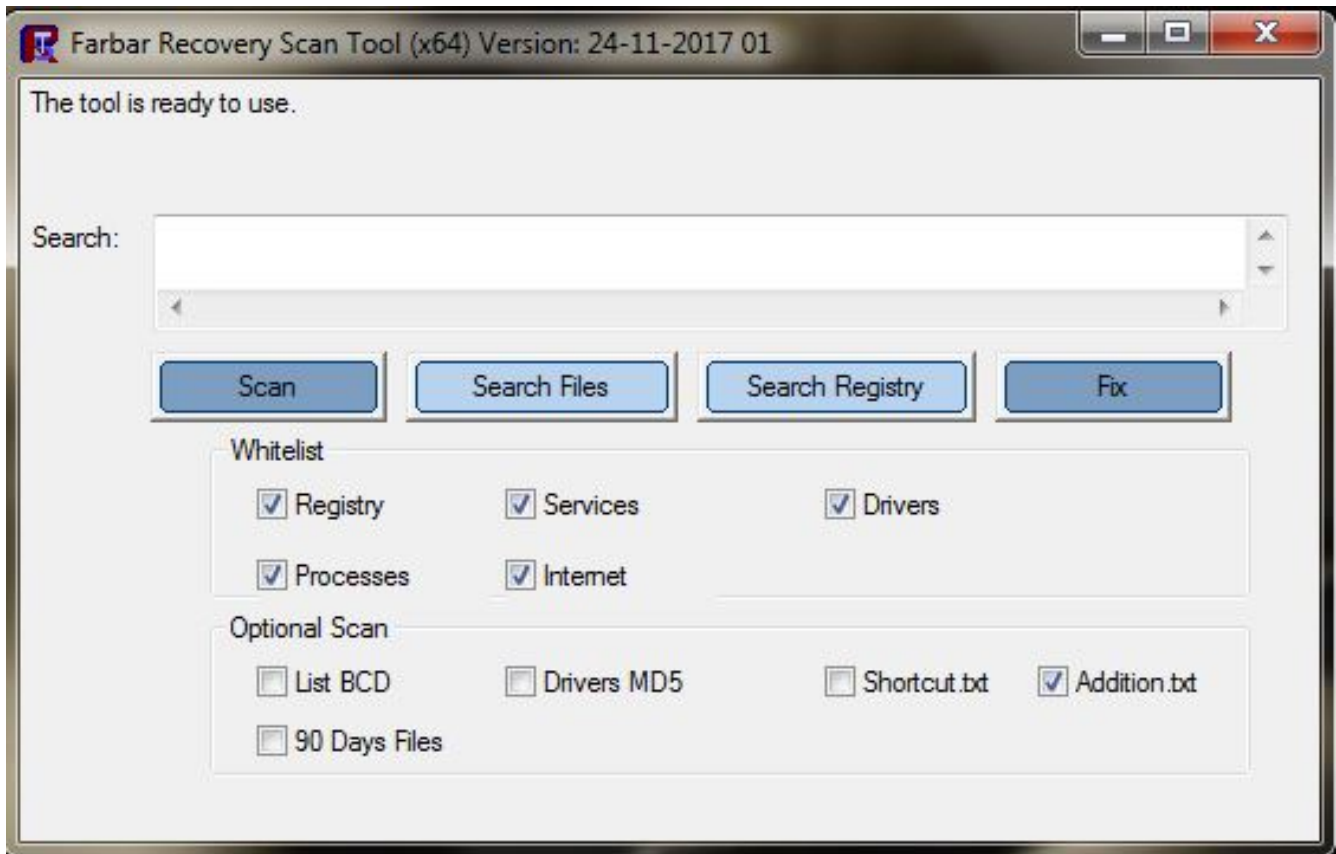 Farbar Recovery Scan Tool (x64) Version: 24-11-2017 01
The tool is ready to use.
Search:
Scan Search Files Search Registry Fix
Whitelist
Registry Services Drivers
Processes Internet
Optional Scan
List BCD Drivers MD5 Shortcut.txt Addition.txt
90 Days Files